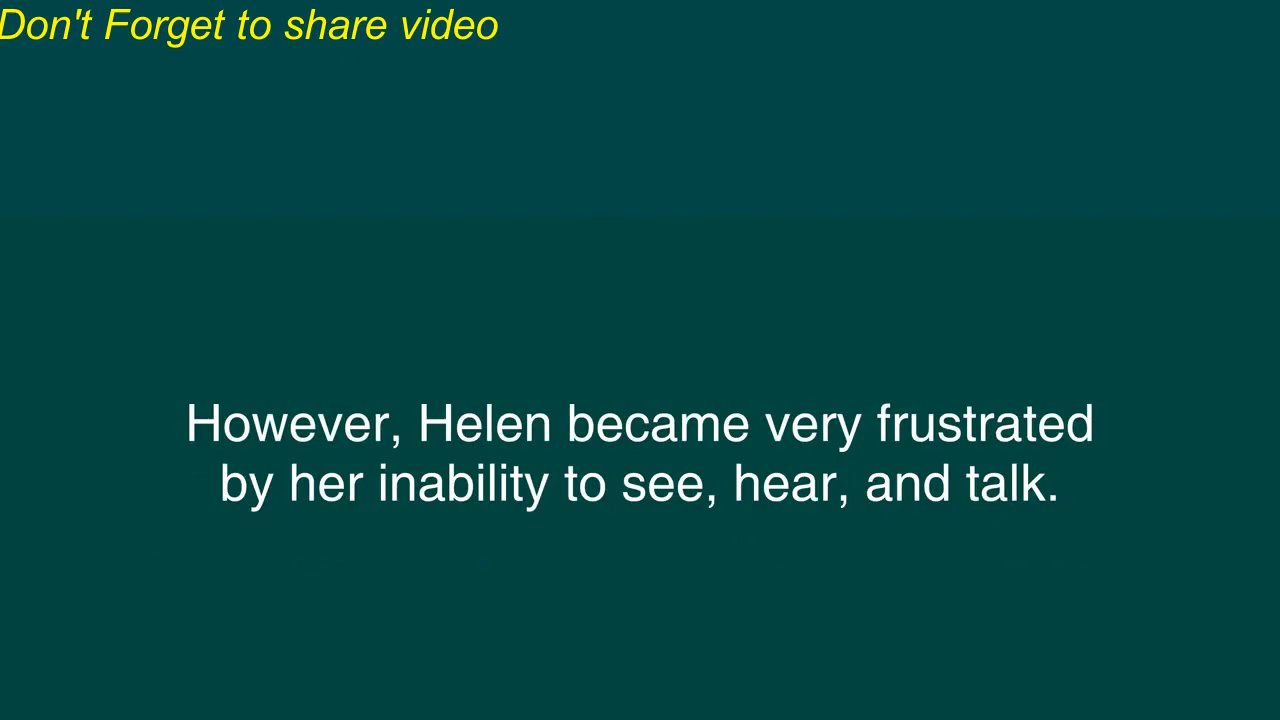 Don't Forget to share video
However, Helen became very frustrated
by her inability to see, hear, and talk.